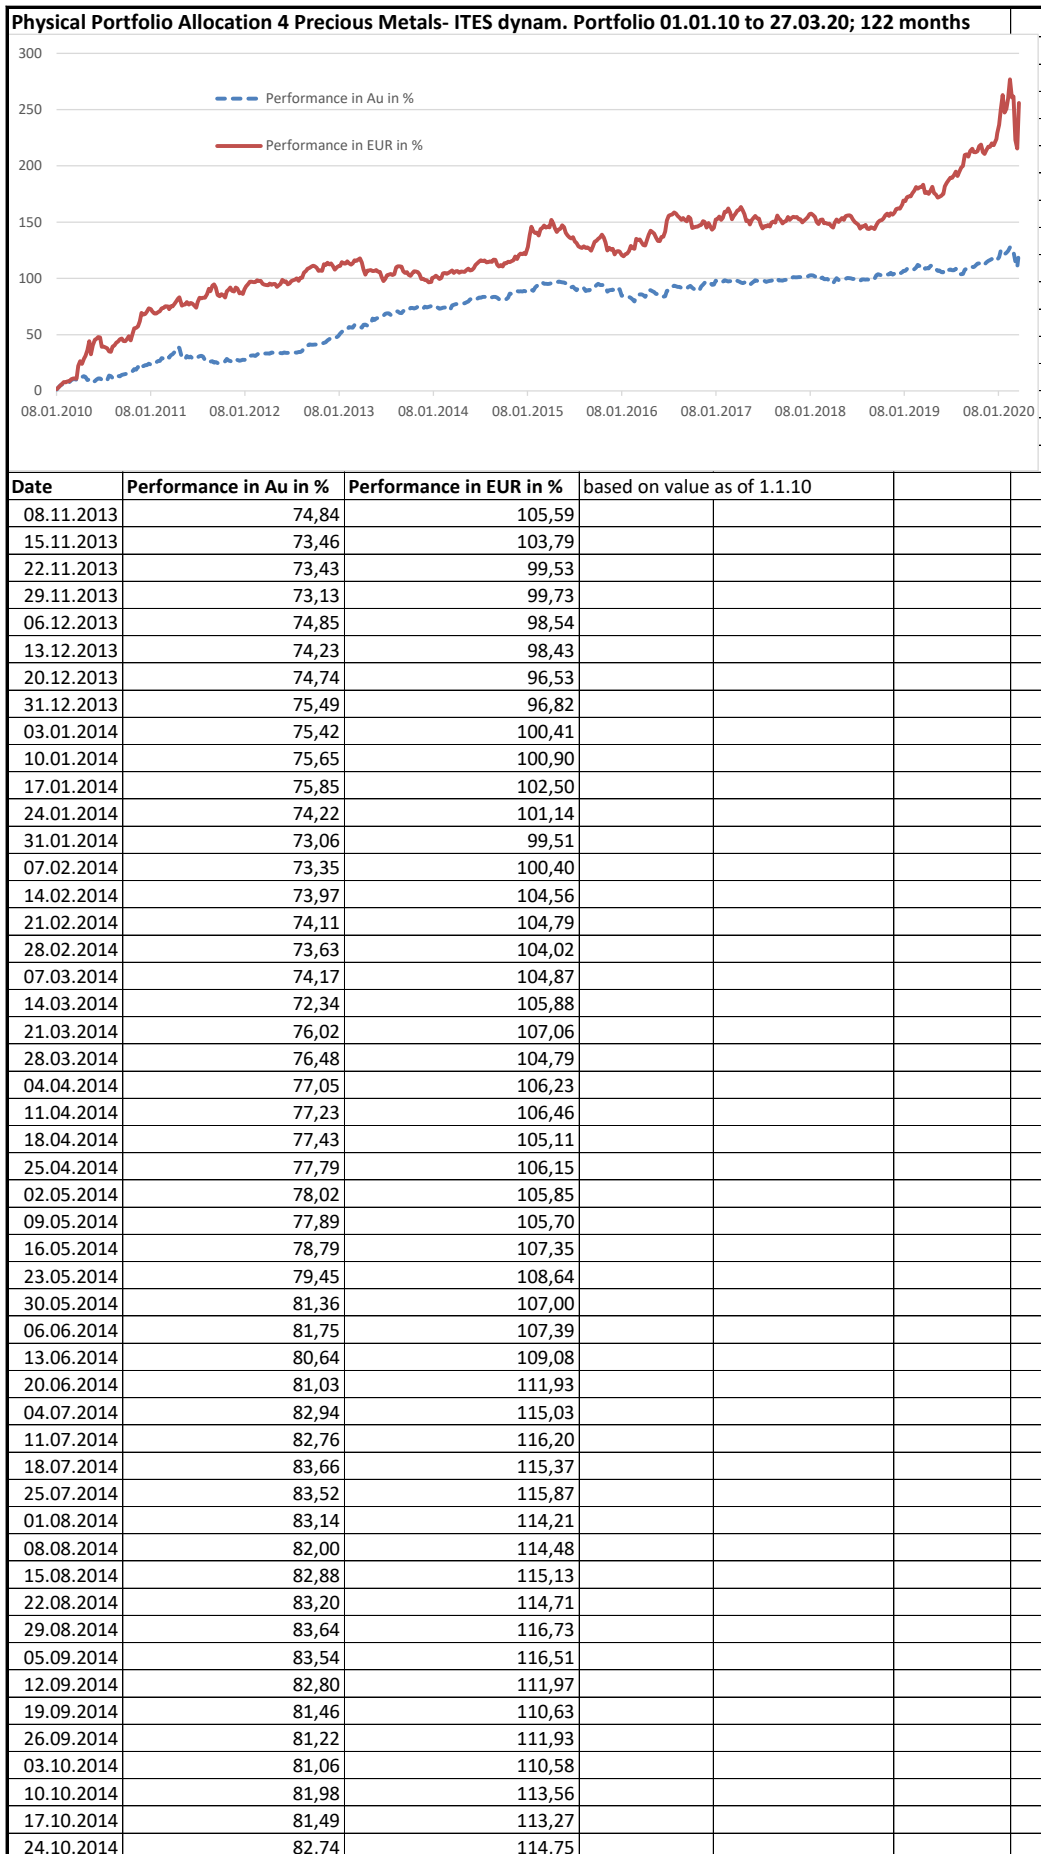 Physical Portfolio Allocation 4 Precious Metals- ITES dynam. Portfolio 01.01.10 to 27.03.20; 122 months
300
250
200
150
100
50
0
Performance in Au in %
Performance in EUR in %
08.01.2010 08.01.2011 08.01.2012 08.01.2013 08.01.2014 08.01.2015 08.01.2016 08.01.2017 08.01.2018 08.01.2019 08.01.2020
Date Performance in Au in % Performance in EUR in % based on value as of 1.1.10
08.11.2013 74,84 105,59
15.11.2013 73,46 103,79
22.11.2013 73,43 99,53
29.11.2013 73,13 99,73
06.12.2013 74,85 98,54
13.12.2013 74,23 98,43
20.12.2013 74,74 96,53
31.12.2013 75,49 96,82
03.01.2014 75,42 100,41
10.01.2014 75,65 100,90
17.01.2014 75,85 102,50
24.01.2014 74,22 101,14
31.01.2014 73,06 99,51
07.02.2014 73,35 100,40
14.02.2014 73,97 104,56
21.02.2014 74,11 104,79
28.02.2014 73,63 104,02
07.03.2014 74,17 104,87
14.03.2014 72,34 105,88
21.03.2014 76,02 107,06
28.03.2014 76,48 104,79
04.04.2014 77,05 106,23
11.04.2014 77,23 106,46
18.04.2014 77,43 105,11
25.04.2014 77,79 106,15
02.05.2014 78,02 105,85
09.05.2014 77,89 105,70
16.05.2014 78,79 107,35
23.05.2014 79,45 108,64
30.05.2014 81,36 107,00
06.06.2014 81,75 107,39
13.06.2014 80,64 109,08
20.06.2014 81,03 111,93
04.07.2014 82,94 115,03
11.07.2014 82,76 116,20
18.07.2014 83,66 115,37
25.07.2014 83,52 115,87
01.08.2014 83,14 114,21
08.08.2014 82,00 114,48
15.08.2014 82,88 115,13
22.08.2014 83,20 114,71
29.08.2014 83,64 116,73
05.09.2014 83,54 116,51
12.09.2014 82,80 111,97
19.09.2014 81,46 110,63
26.09.2014 81,22 111,93
03.10.2014 81,06 110,58
10.10.2014 81,98 113,56
17.10.2014 81,49 113,27
24.10.2014 82,74 114,75